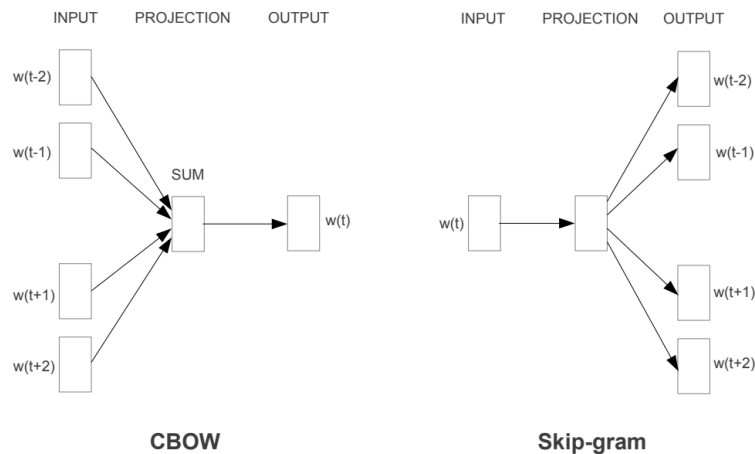 INPUT PROJECTION OUTPUT
w(t-2)
w(t-1)
SUM
w(t)
w(t+1)
w(t+2)
CBOW
INPUT PROJECTION OUTPUT
w(t-2)
w(t-1)
w(t)
w(t+1)
w(t+2)
Skip-gram